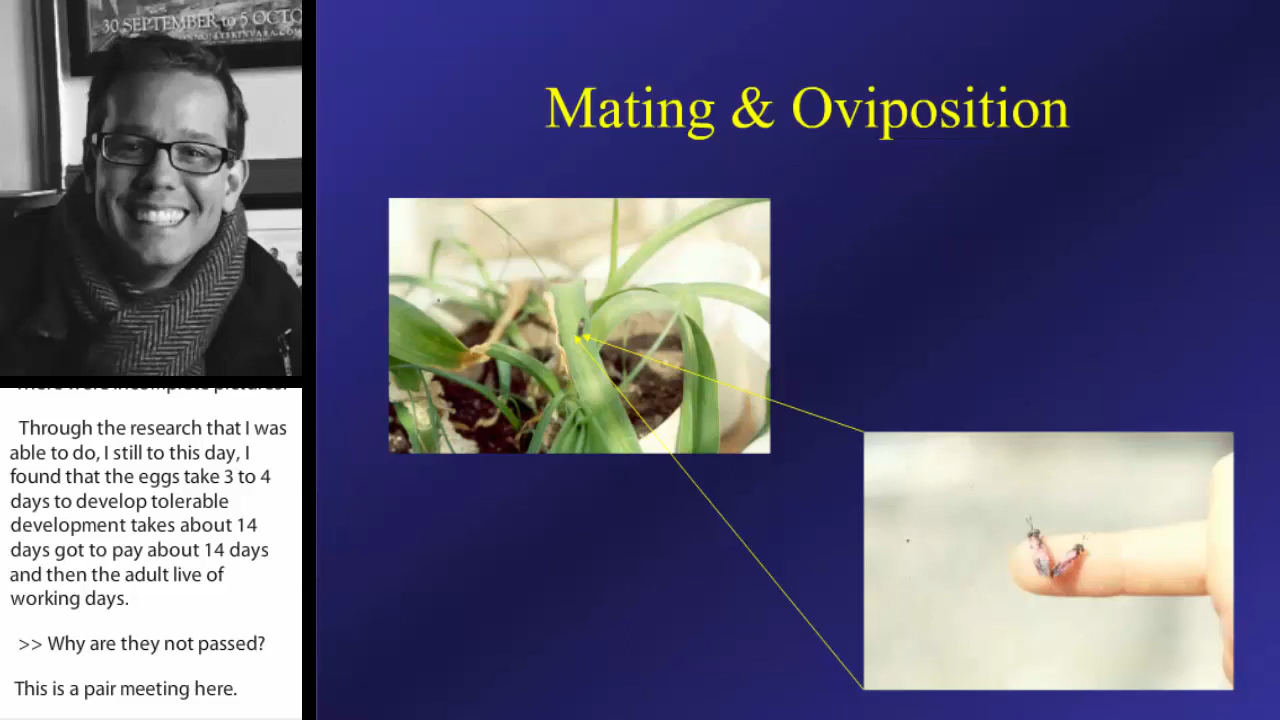 30 SEPTEMBER to 5 OCTO
Mating & Oviposition
Through the research that I was
able to do, I still to this day, I
found that the eggs take 3 to 4
days to develop tolerable
development takes about 14
days got to pay about 14 days
and then the adult live of
working days.
>> Why are they not passed?
This is a pair meeting here.